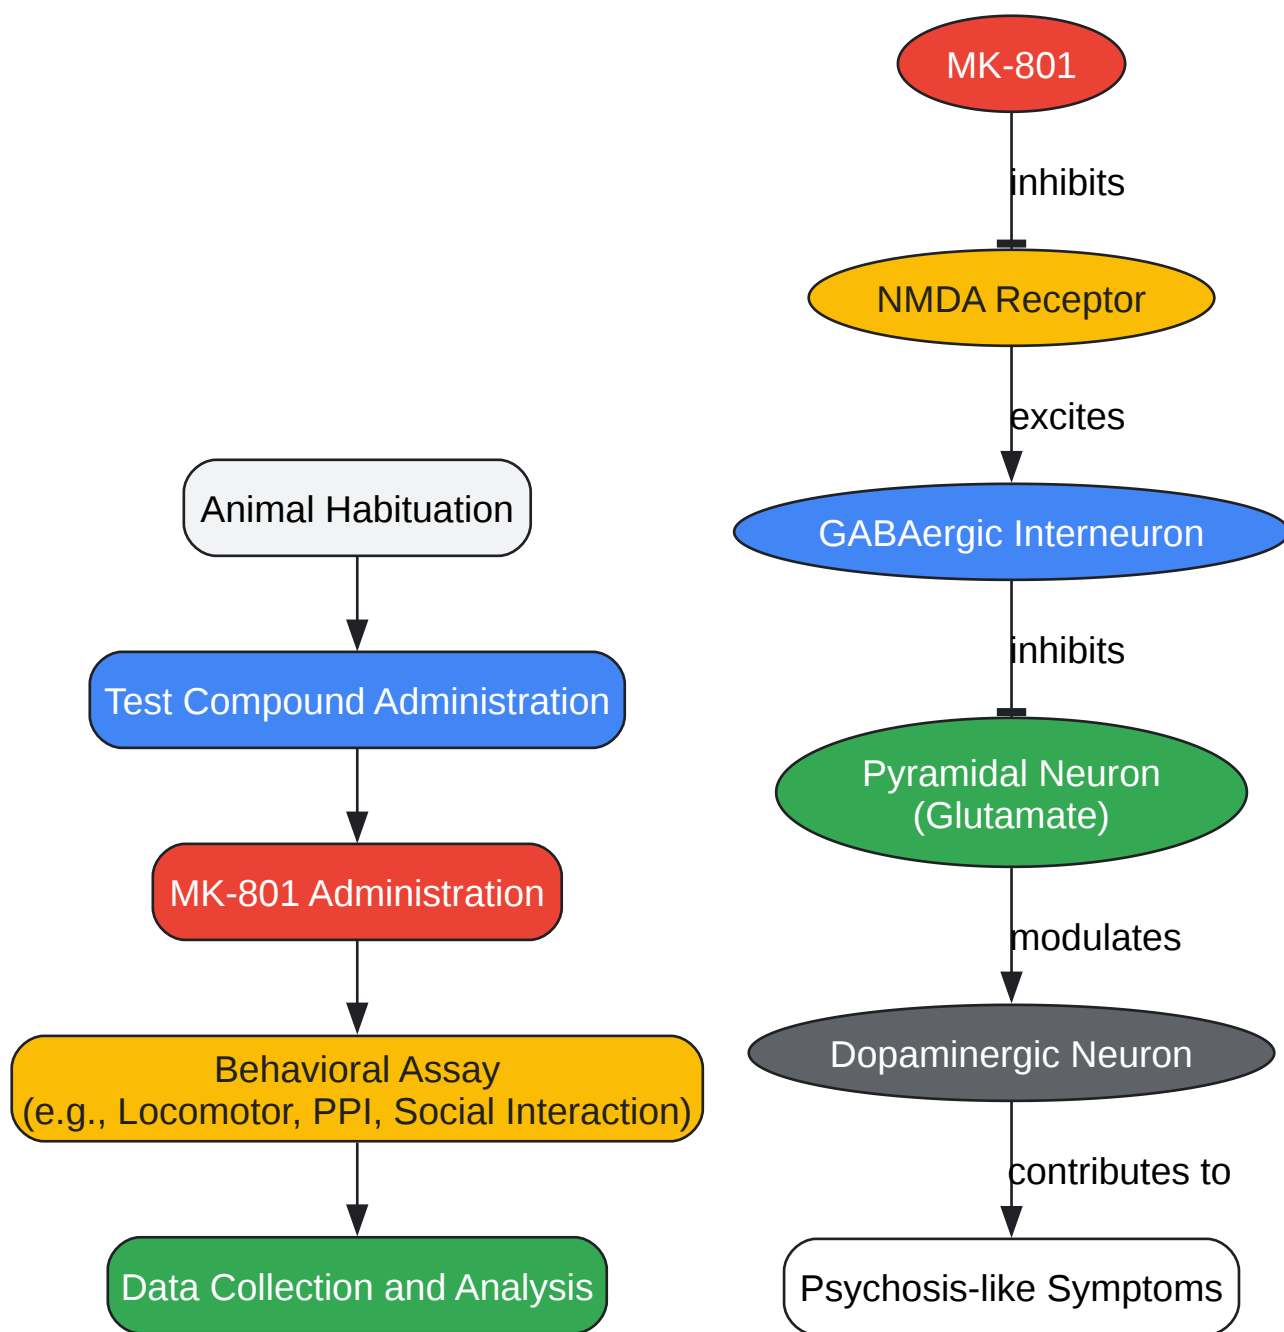 Animal Habituation
Test Compound Administration
MK-801 Administration
Behavioral Assay
(e.g., Locomotor, PPI, Social Interaction)
Data Collection and Analysis
MK-801
inhibits
NMDA Receptor
excites
GABAergic Interneuron
inhibits
Pyramidal Neuron
(Glutamate)
modulates
Dopaminergic Neuron
contributes to
Psychosis-like Symptoms